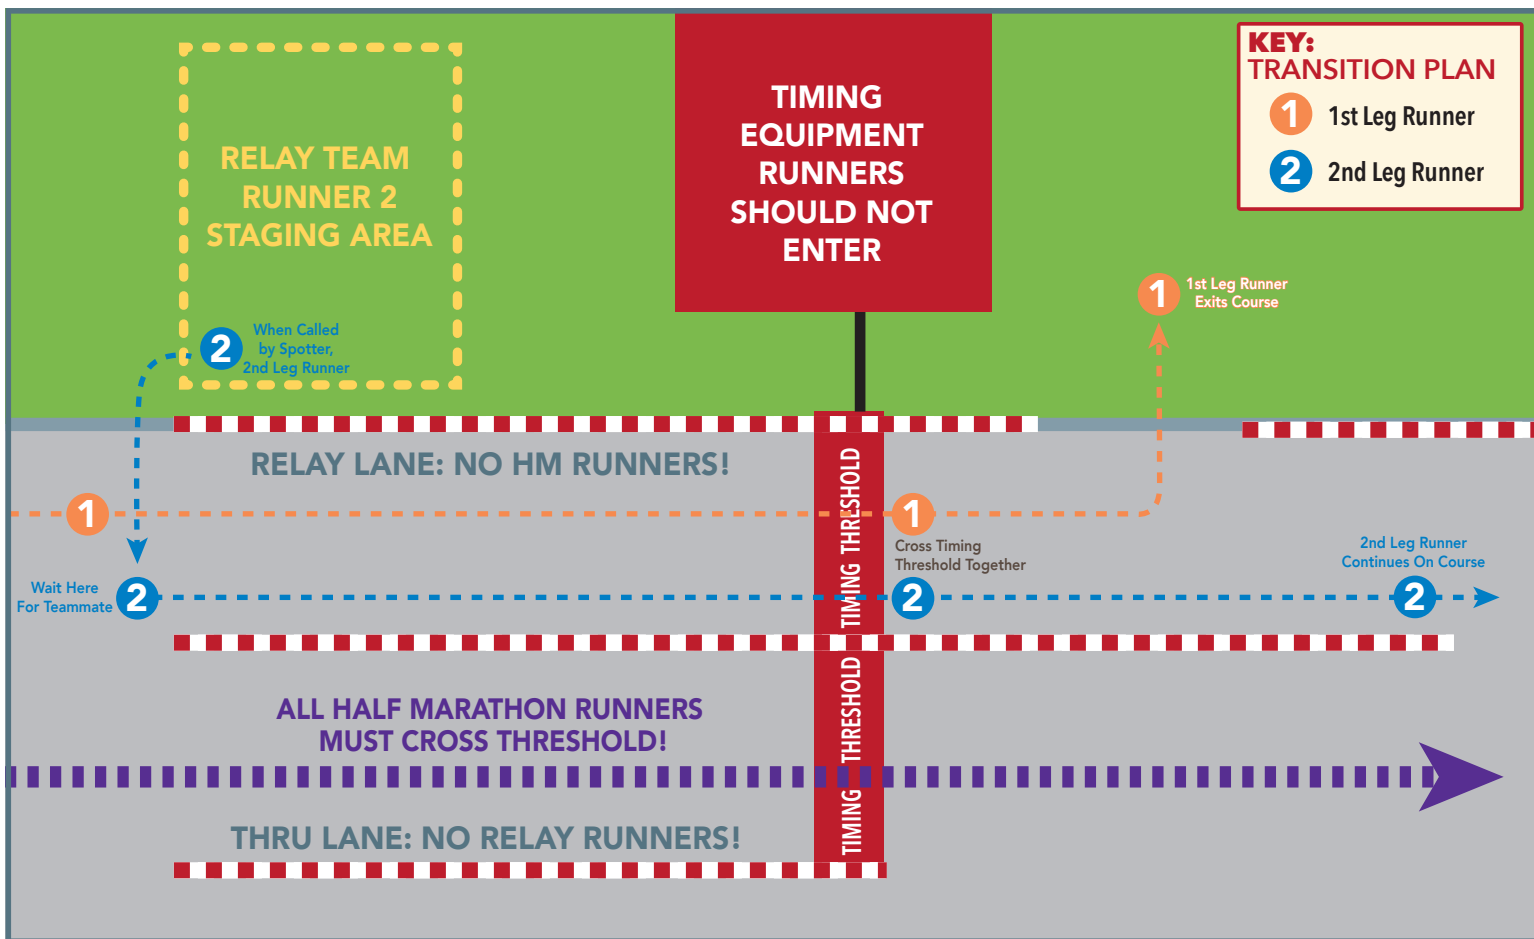 KEY:
TRANSITION PLAN
1 1st Leg Runner
2 2nd Leg Runner
RELAY TEAM
RUNNER 2
STAGING AREA
TIMING
EQUIPMENT
RUNNERS
SHOULD NOT
ENTER
2
When Called
by Spotter,
2nd Leg Runner
1
1st Leg Runner
Exits Course
RELAY LANE: NO HM RUNNERS!
TIMING THRESHOLD
1
1
Cross Timing
Threshold Together
Wait Here
For Teammate
2
2
2nd Leg Runner
Continues On Course
2
TIMING THRESHOLD
ALL HALF MARATHON RUNNERS
MUST CROSS THRESHOLD!
THRU LANE: NO RELAY RUNNERS!